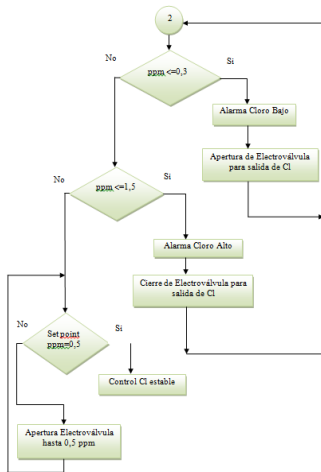 2
No
Si
ppm <=0,3
Alarma Cloro Bajo
Apertura de Electroválvula
para salida de Cl
No
Si
ppm <=1,5
Alarma Cloro Alto
Cierre de Electroválvula para
salida de Cl
No
Si
Set point
ppm=0,5
Control Cl estable
Apertura Electroválvula
hasta 0,5 ppm